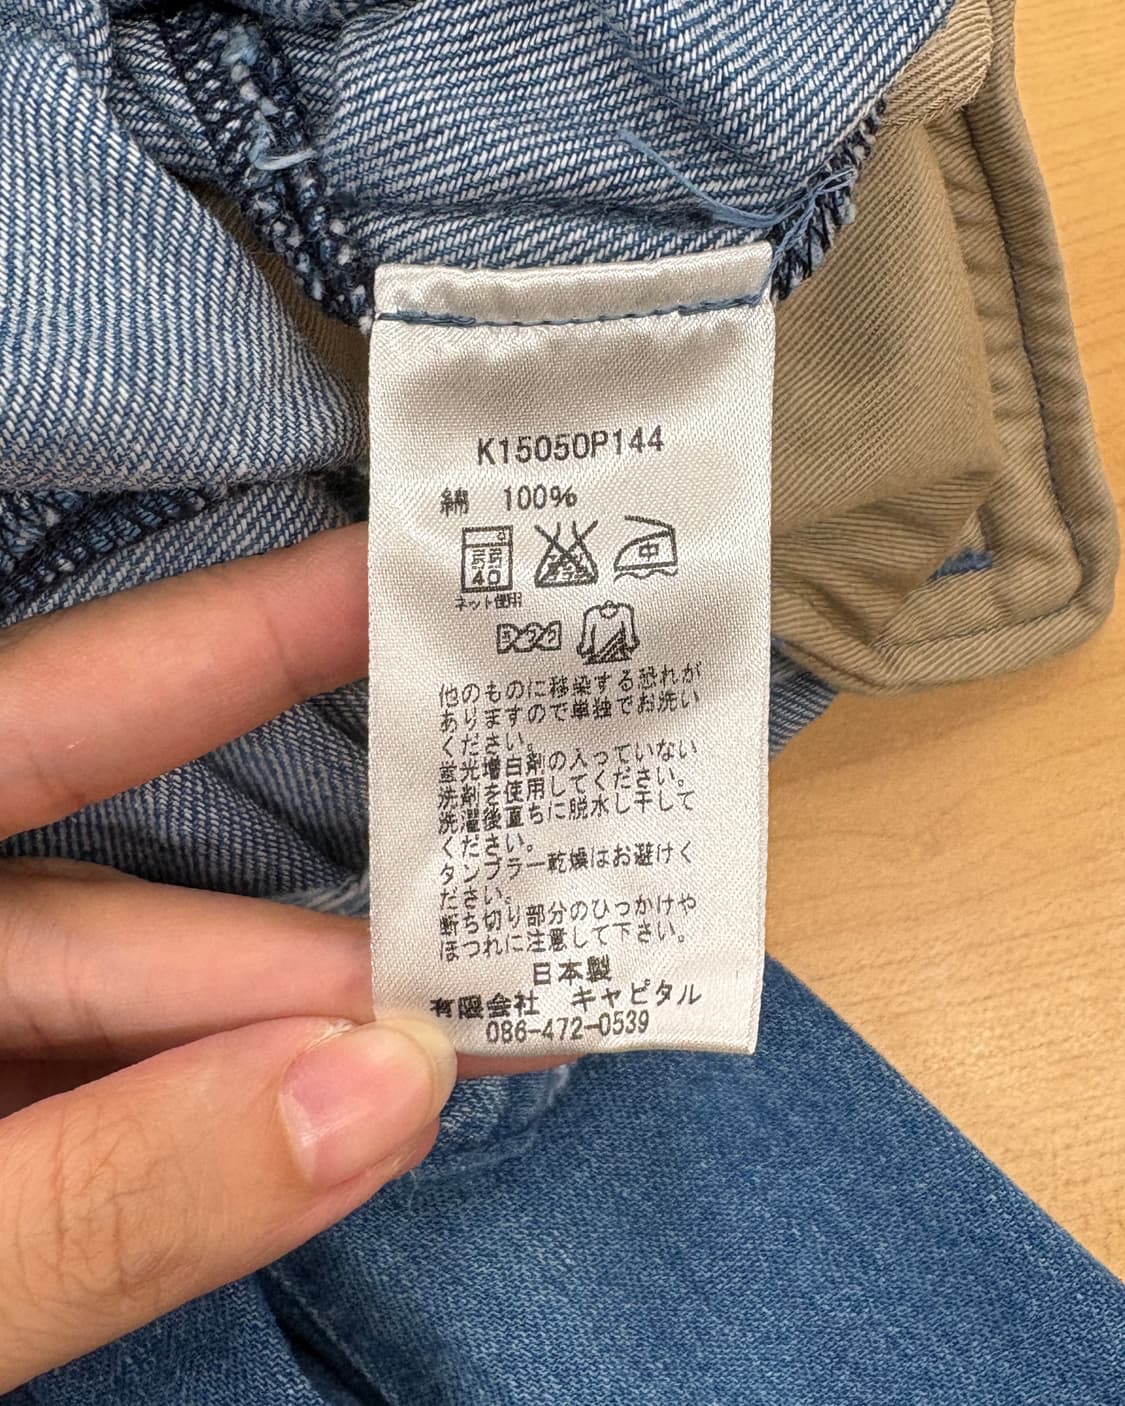 K15050P144
綿 100%
弱
40
ネット使用
中
他のものに移染する恐れが
ありますので単独でお洗い
ください。
蛍光増白剤の入っていない
洗剤を使用してください。
洗濯後直ちに脱水し干して
ください。
タンブラー乾燥はお避けく
ださい。
断ち切り部分のひっかけや
ほつれに注意して下さい。
日本製
有限会社 キャピタル
086-472-0539